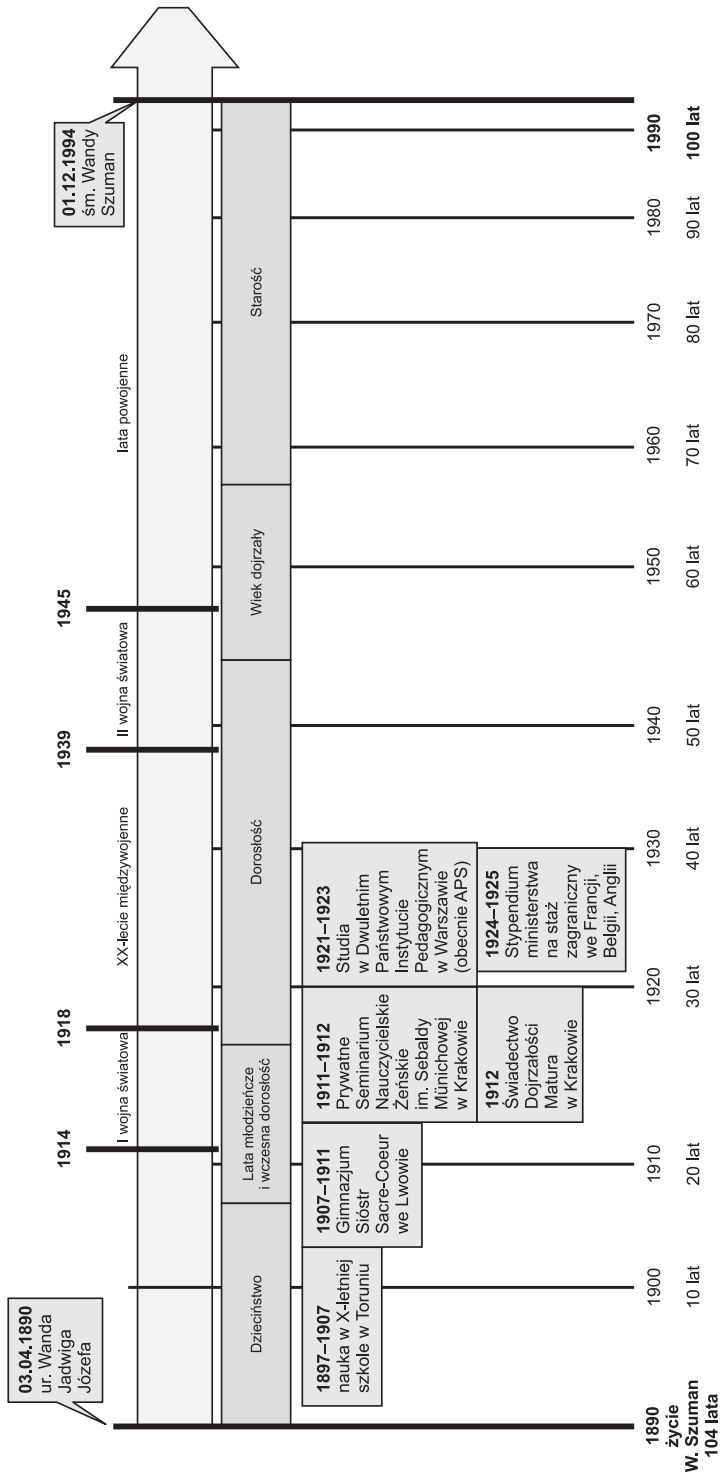 03.04.1890
ur. Wanda
Jadwiga
Józefa
01.12.1994
śm. Wandy
Szuman
1914
1918
1939
1945
I wojna światowa
XX-lecie międzywojenne
II wojna światowa
lata powojenne
Dzieciństwo
Lata młodzieńcze
i wczesna dorosłość
Dorosłość
Wiek dojrzały
Starość
1897–1907
nauka w X-letniej
szkole w Toruniu
1907–1911
Gimnazjum
Sióstr
Sacre-Coeur
we Lwowie
1911–1912
Prywatne
Seminarium
Nauczycielskie
Żeńskie
im. Sebaldy
Münichowej
w Krakowie
1912
Świadectwo
Dojrzałości
Matura
w Krakowie
1921–1923
Studia
w Dwuletnim
Państwowym
Instytucie
Pedagogicznym
w Warszawie
(obecnie APS)
1924–1925
Stypendium
ministerstwa
na staż
zagraniczny
we Francji,
Belgii, Anglii
1890 1900 1910 1920 1930 1940 1950 1960 1970 1980 1990
życie
W. Szuman
104 lata
10 lat 20 lat 30 lat 40 lat 50 lat 60 lat 70 lat 80 lat 90 lat 100 lat